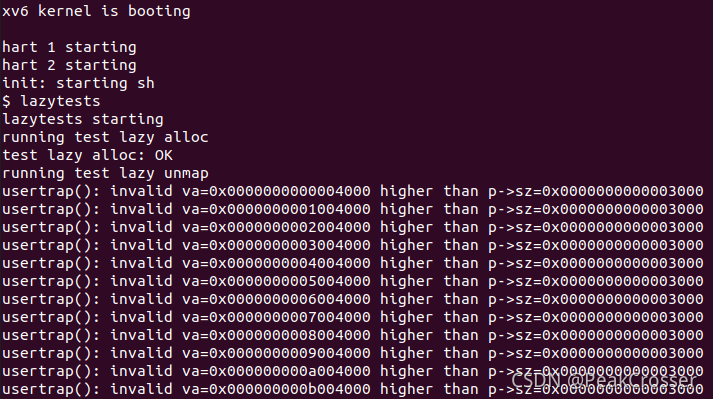 xv6 kernel is booting
hart 1 starting
hart 2 starting
init: starting sh
$ lazytests
lazytests starting
running test lazy alloc
test lazy alloc: OK
running test lazy unmap
usertrap(): invalid va=0x0000000000004000 higher than p->sz=0x0000000000003000
usertrap(): invalid va=0x0000000001004000 higher than p->sz=0x0000000000003000
usertrap(): invalid va=0x0000000002004000 higher than p->sz=0x0000000000003000
usertrap(): invalid va=0x0000000003004000 higher than p->sz=0x0000000000003000
usertrap(): invalid va=0x0000000004004000 higher than p->sz=0x0000000000003000
usertrap(): invalid va=0x0000000005004000 higher than p->sz=0x0000000000003000
usertrap(): invalid va=0x0000000006004000 higher than p->sz=0x0000000000003000
usertrap(): invalid va=0x0000000007004000 higher than p->sz=0x0000000000003000
usertrap(): invalid va=0x0000000008004000 higher than p->sz=0x0000000000003000
usertrap(): invalid va=0x0000000009004000 higher than p->sz=0x0000000000003000
usertrap(): invalid va=0x000000000a004000 higher than p->sz=0x0000000000003000
usertrap(): invalid va=0x000000000b004000 higher than p->sz=0x0000000000003000
CSDN @PeakCrosser